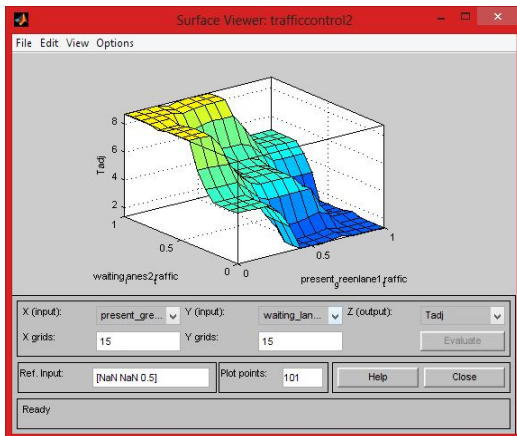 Surface Viewer: trafficcontrol2
File Edit View Options
8
6
4
2
Tadj
1
0.5
0
0
0.5
1
waiting_lanes2_traffic
present_greenlane1_traffic
X (input): present_gre... Y (input): waiting_lan... Z (output): Tadj
X grids: 15 Y grids: 15 Evaluate
Ref. Input: [NaN NaN 0.5] Plot points: 101 Help Close
Ready